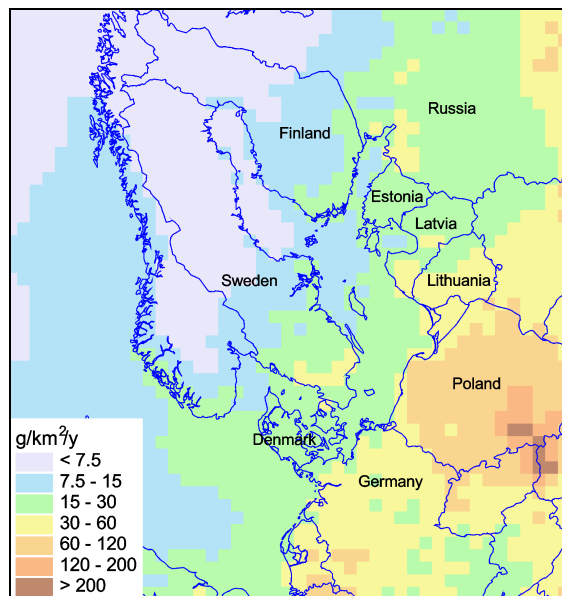 Russia
Finland
Estonia
Latvia
Sweden
Lithuania
Poland
Denmark
Germany
g/km²/y
< 7.5
7.5 - 15
15 - 30
30 - 60
60 - 120
120 - 200
> 200